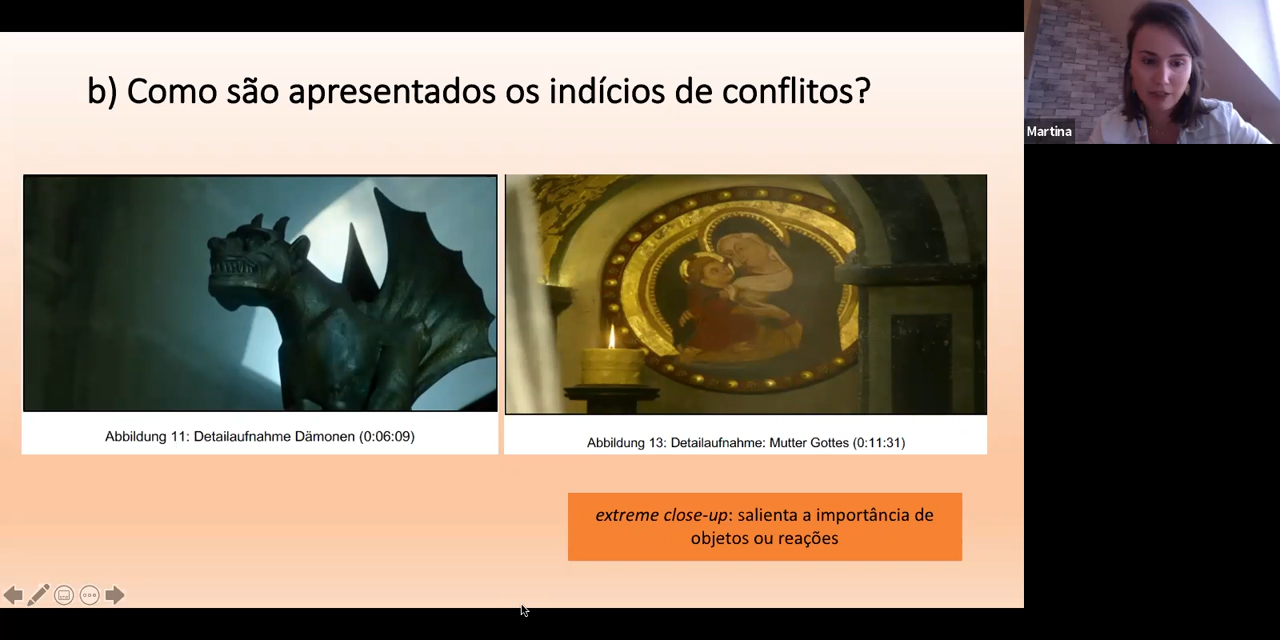 b) Como são apresentados os indícios de conflitos?
Martina
Abbildung 11: Detailaufnahme Dämonen (0:06:09)
Abbildung 13: Detailaufnahme: Mutter Gottes (0:11:31)
extreme close-up: salienta a importância de
objetos ou reações